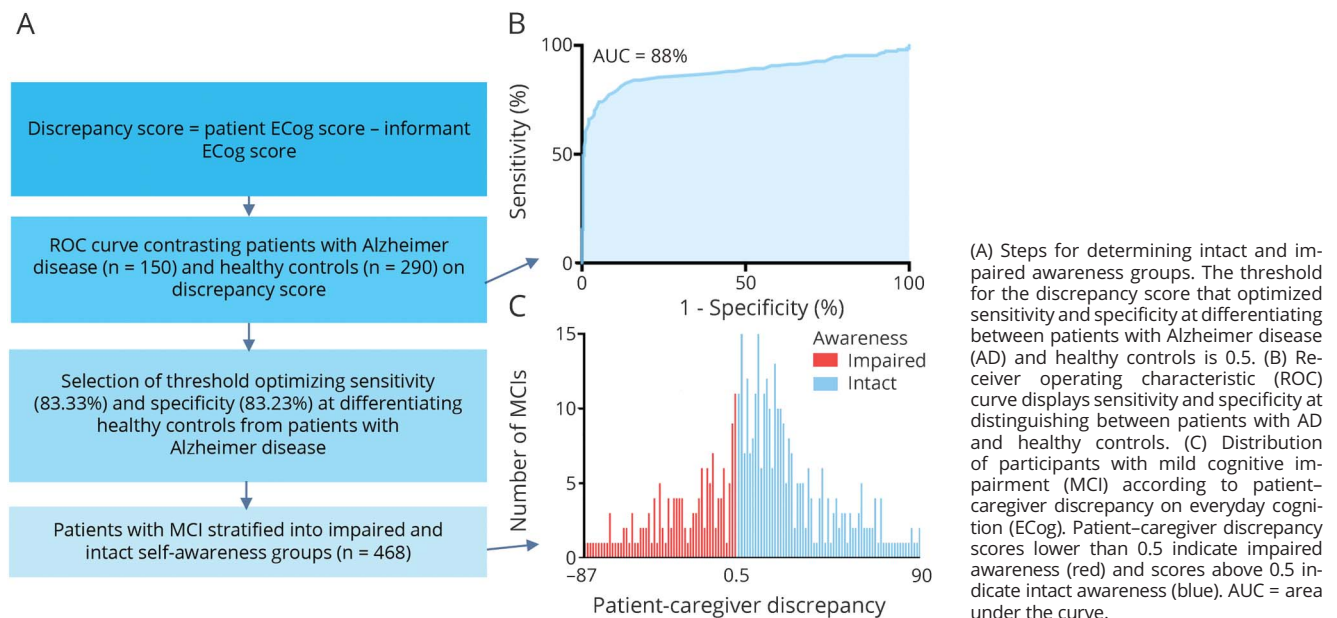 A
Discrepancy score = patient ECog score – informant
ECog score
ROC curve contrasting patients with Alzheimer
disease (n = 150) and healthy controls (n = 290) on
discrepancy score
Selection of threshold optimizing sensitivity
(83.33%) and specificity (83.23%) at differentiating
healthy controls from patients with
Alzheimer disease
Patients with MCI stratified into impaired and
intact self-awareness groups (n = 468)
B
AUC = 88%
Sensitivity (%)
100
50
0
0
50
100
1 - Specificity (%)
C
Number of MCIs
15
10
5
0
Awareness
Impaired
Intact
–87
0.5
90
Patient-caregiver discrepancy
(A) Steps for determining intact and im-
paired awareness groups. The threshold
for the discrepancy score that optimized
sensitivity and specificity at differentiating
between patients with Alzheimer disease
(AD) and healthy controls is 0.5. (B) Re-
ceiver operating characteristic (ROC)
curve displays sensitivity and specificity at
distinguishing between patients with AD
and healthy controls. (C) Distribution
of participants with mild cognitive im-
pairment (MCI) according to patient–
caregiver discrepancy on everyday cogni-
tion (ECog). Patient–caregiver discrepancy
scores lower than 0.5 indicate impaired
awareness (red) and scores above 0.5 in-
dicate intact awareness (blue). AUC = area
under the curve.